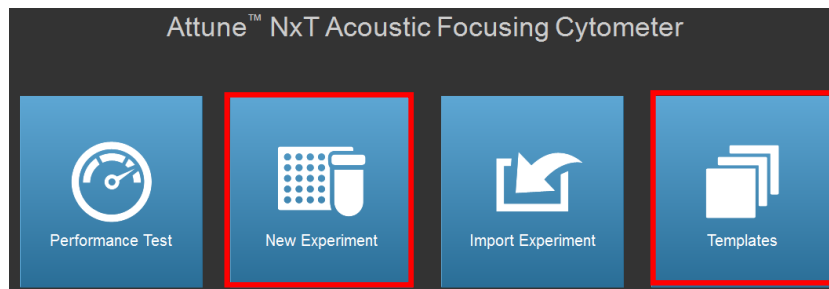 Attune™ NxT Acoustic Focusing Cytometer
Performance Test
New Experiment
Import Experiment
Templates